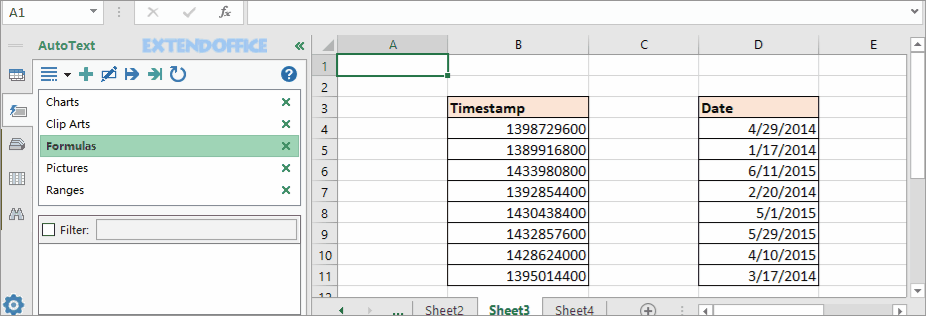 A1 fx
AutoText EXTENDOFFICE «
A B C D E
Charts
Clip Arts
Formulas
Pictures
Ranges
Filter:
1
2
3 Timestamp Date
4 1398729600 4/29/2014
5 1389916800 1/17/2014
6 1433980800 6/11/2015
7 1392854400 2/20/2014
8 1430438400 5/1/2015
9 1432857600 5/29/2015
10 1428624000 4/10/2015
11 1395014400 3/17/2014
12
... Sheet2 Sheet3 Sheet4